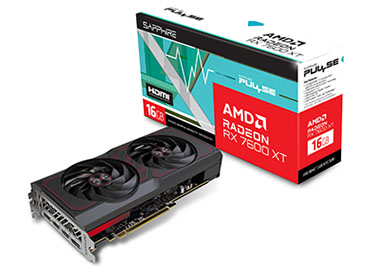 SAPPHIRE
HDMI
16GB
PULSE
AMD
RADEON
RX 7600 XT
16GB